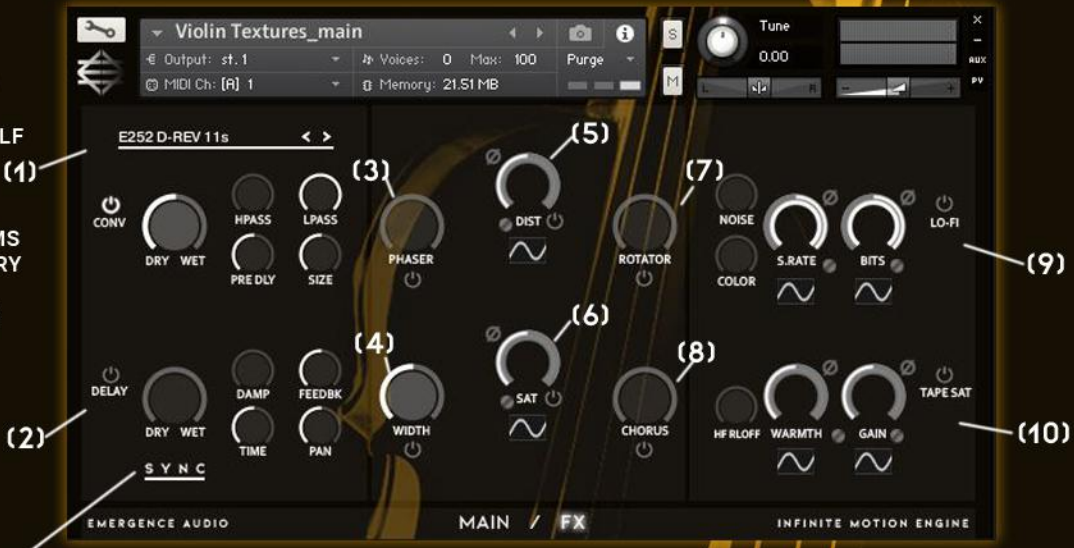 Violin Textures_main
S
Tune
0.00
Output: st.1
Voices: 0 Max: 100
Purge
MIDI Ch: [A] 1
Memory: 21.51 MB
M
L
R
AUX
PV
LF
(1)
MS
RY
E252 D-REV 11s < >
CONV
DRY WET
HPASS
LPASS
PRE DLY
SIZE
(3)
PHASER
(5)
DIST
(7)
ROTATOR
NOISE
COLOR
S.RATE
BITS
LO-FI
(9)
(2)
DELAY
DRY WET
DAMP
FEEDBK
TIME
PAN
SYNC
(4)
WIDTH
(6)
SAT
(8)
CHORUS
HF RLOFF
WARMTH
GAIN
TAPE SAT
(10)
EMERGENCE AUDIO
MAIN / FX
INFINITE MOTION ENGINE